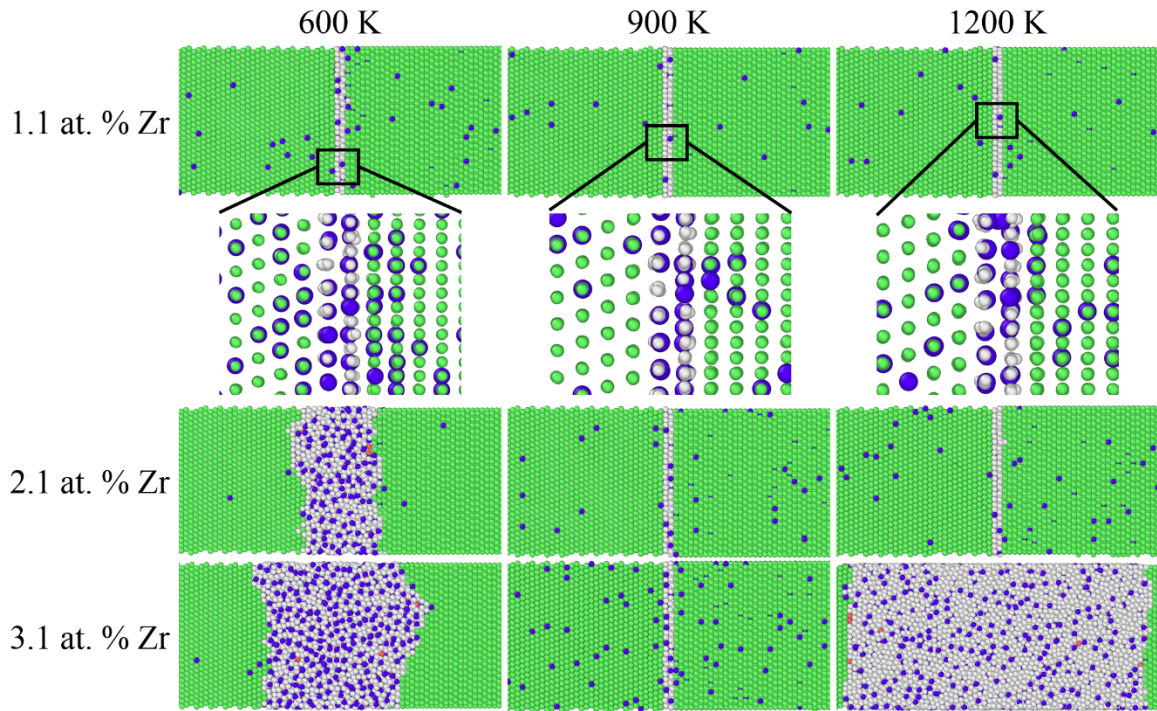 600 K 900 K 1200 K
1.1 at. % Zr
2.1 at. % Zr
3.1 at. % Zr